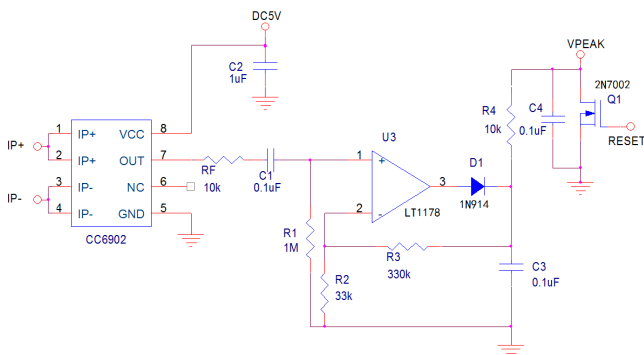 DC5V
VPEAK
C2
1uF
2N7002
Q1
C4
0.1uF
R4
10k
RESET
IP+
IP-
1
2
3
4
IP+
IP+
IP-
IP-
VCC
OUT
NC
GND
8
7
6
5
CC6902
RF
10k
C1
0.1uF
U3
1
+
2
-
3
LT1178
D1
1N914
R1
1M
R2
33k
R3
330k
C3
0.1uF